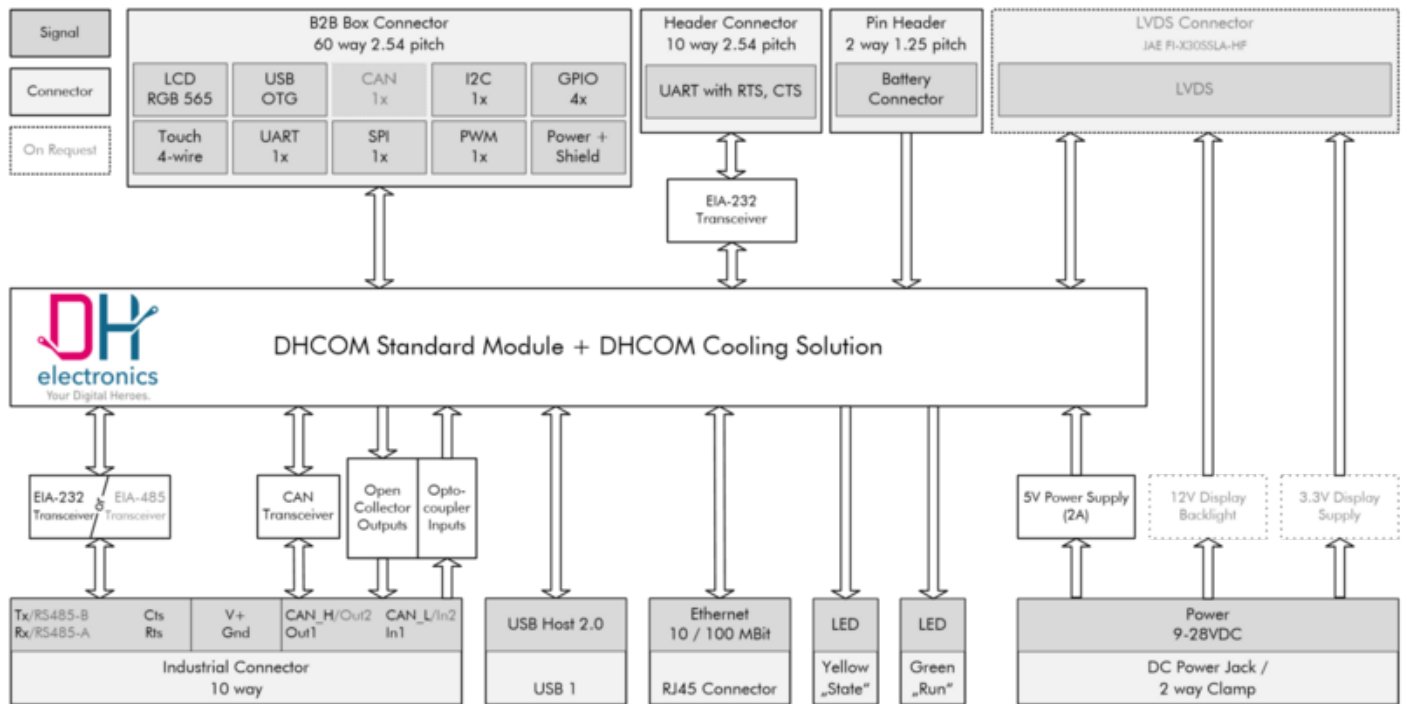 Signal
Connector
On Request
B2B Box Connector
60 way 2.54 pitch
LCD
RGB 565
USB
OTG
CAN
1x
I2C
1x
GPIO
4x
Touch
4-wire
UART
1x
SPI
1x
PWM
1x
Power +
Shield
Header Connector
10 way 2.54 pitch
UART with RTS, CTS
Pin Header
2 way 1.25 pitch
Battery
Connector
LVDS Connector
JAE FI-X30SSLA-HF
LVDS
EIA-232
Transceiver
DH
electronics
Your Digital Heroes.
DHCOM Standard Module + DHCOM Cooling Solution
EIA-232
Transceiver
or
EIA-485
Transceiver
CAN
Transceiver
Open
Collector
Outputs
Opto-
coupler
Inputs
5V Power Supply
(2A)
12V Display
Backlight
3.3V Display
Supply
Tx/RS485-B Cts
Rx/RS485-A Rts
V+
Gnd
CAN_H/Out2 CAN_L/In2
Out1 In1
Industrial Connector
10 way
USB Host 2.0
USB 1
Ethernet
10 / 100 MBit
RJ45 Connector
LED
Yellow
„State“
LED
Green
„Run“
Power
9-28VDC
DC Power Jack /
2 way Clamp